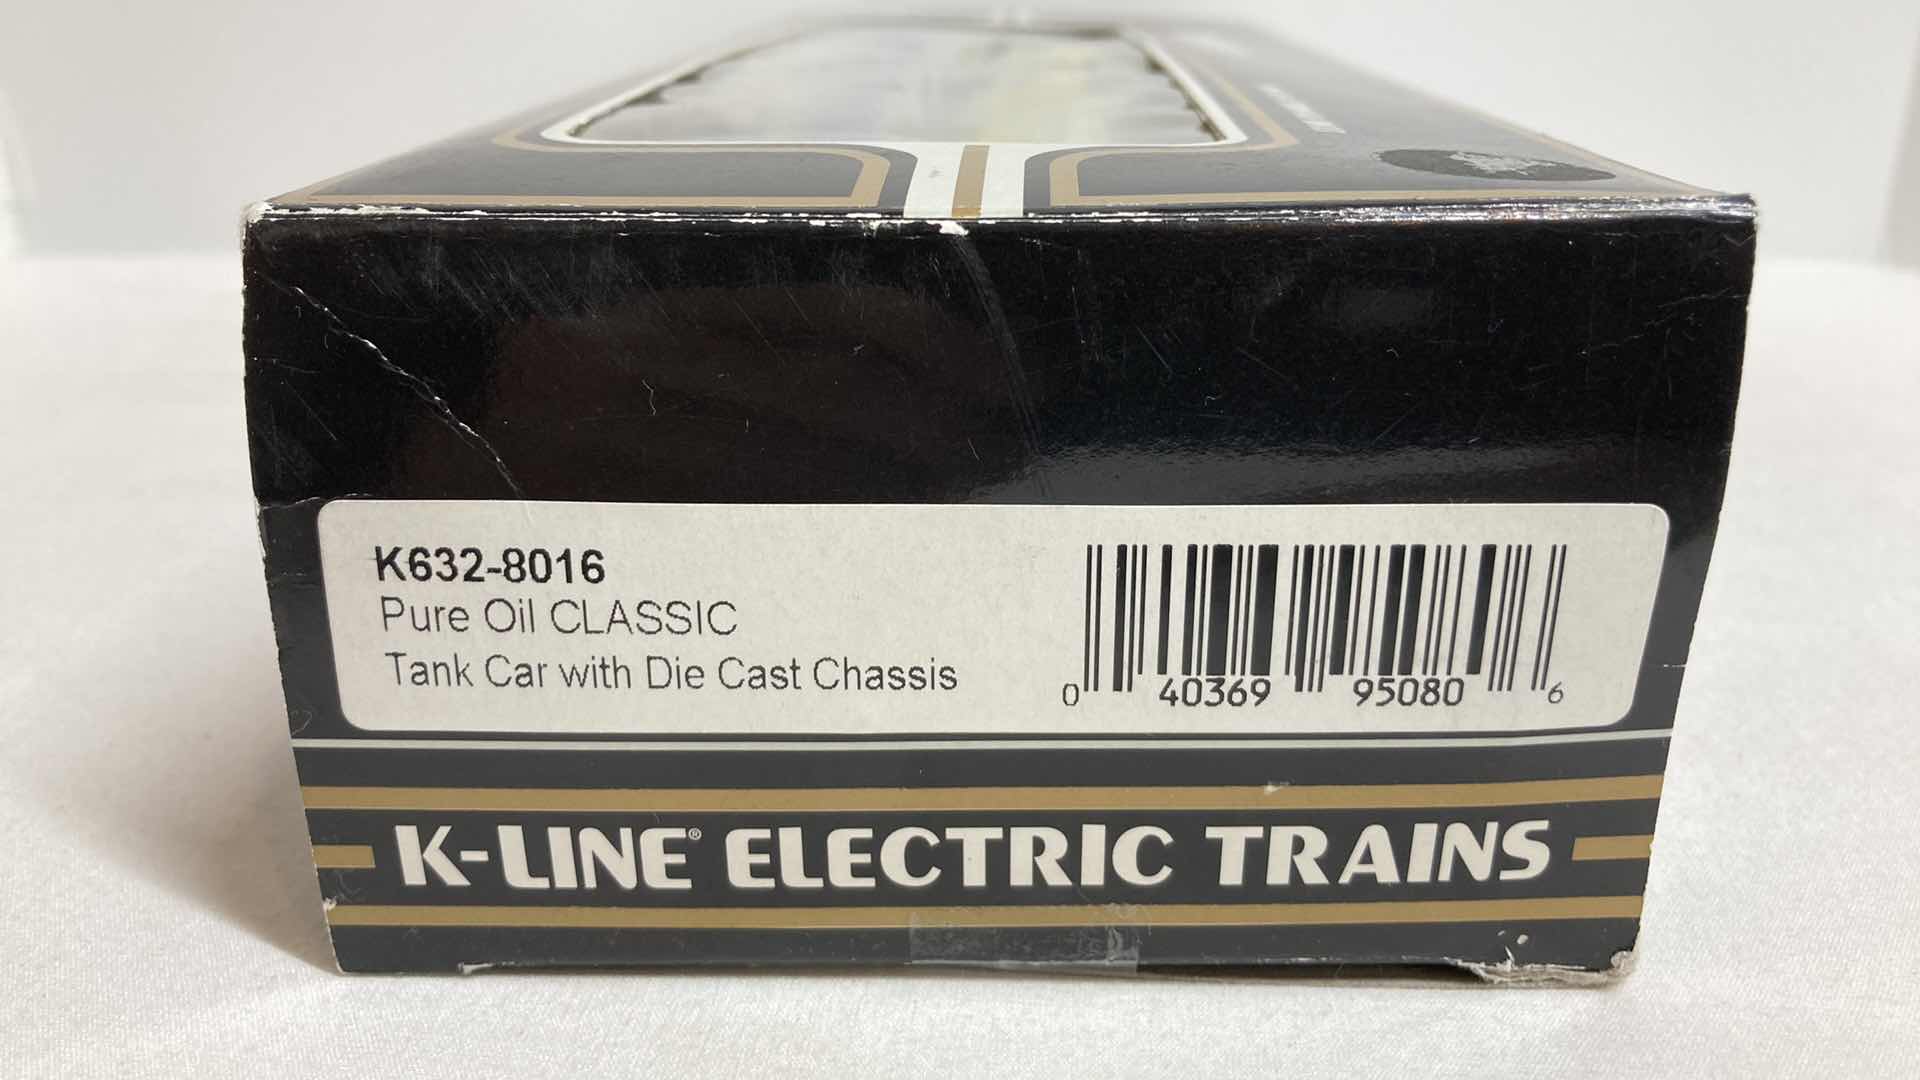 K632-8016
Pure Oil CLASSIC
Tank Car with Die Cast Chassis
0 40369 95080 6
K-LINE® ELECTRIC TRAINS